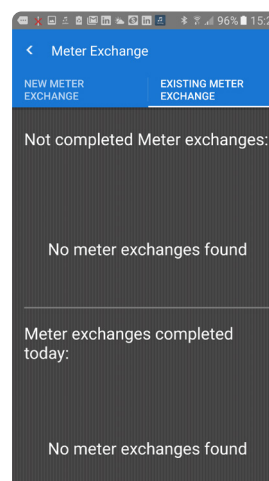 96% 15:2
Meter Exchange
NEW METER
EXCHANGE
EXISTING METER
EXCHANGE
Not completed Meter exchanges:
No meter exchanges found
Meter exchanges completed
today:
No meter exchanges found